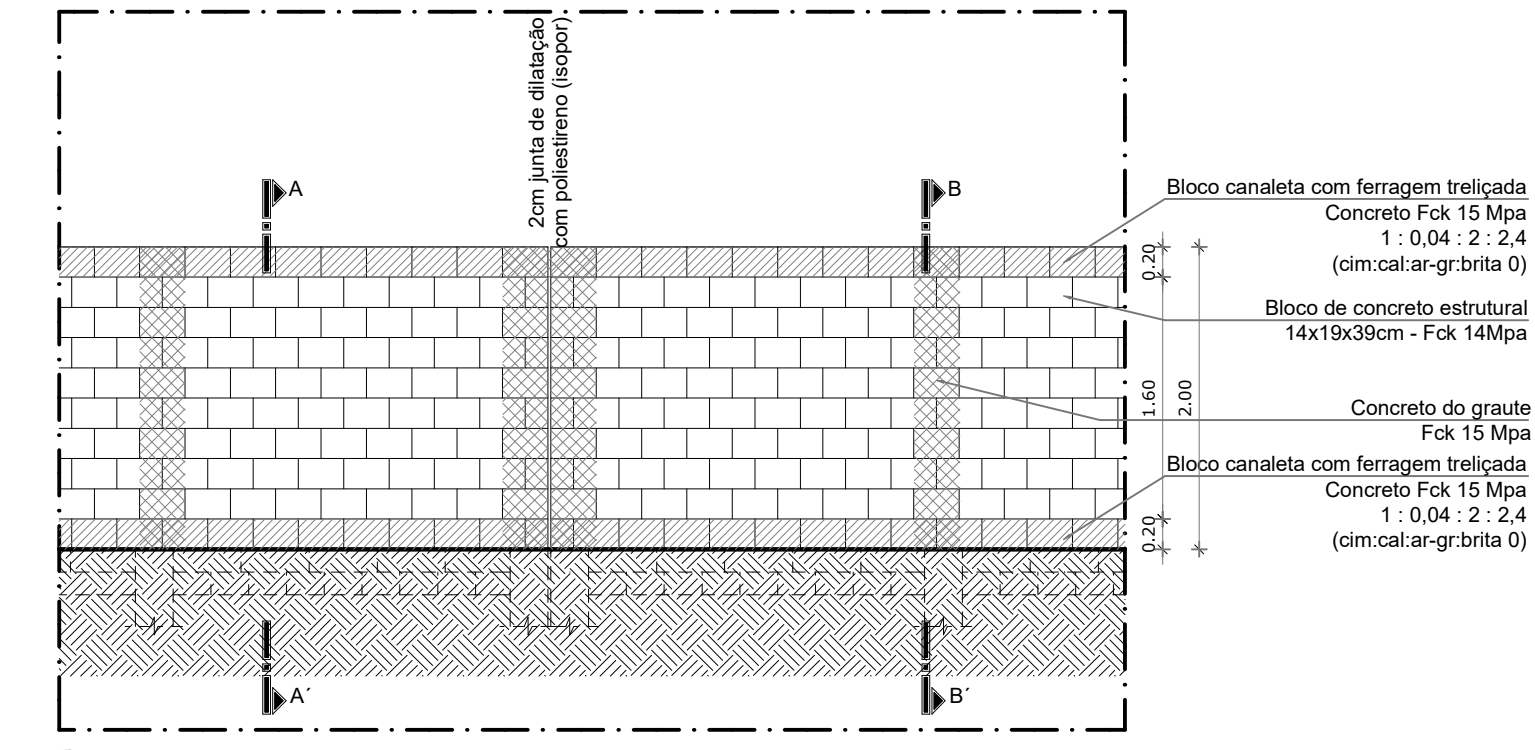 2cm junta de dilatação
com poliestireno (isopor)
A
B
Bloco canaleta com ferragem treliçada
Concreto Fck 15 Mpa
1 : 0,04 : 2 : 2,4
(cim:cal:ar-gr:brita 0)
0.20
Bloco de concreto estrutural
14x19x39cm - Fck 14Mpa
1.60
2.00
Concreto do graute
Fck 15 Mpa
Bloco canaleta com ferragem treliçada
Concreto Fck 15 Mpa
1 : 0,04 : 2 : 2,4
(cim:cal:ar-gr:brita 0)
0.20
A´
B´